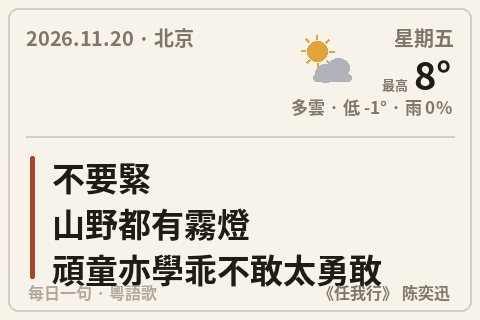 2026.11.20 · 北京
星期五
最高 8°
多雲 · 低 -1° · 雨 0%
不要緊
山野都有霧燈
頑童亦學乖不敢太勇敢
每日一句 · 粵語歌
《任我行》 陈奕迅